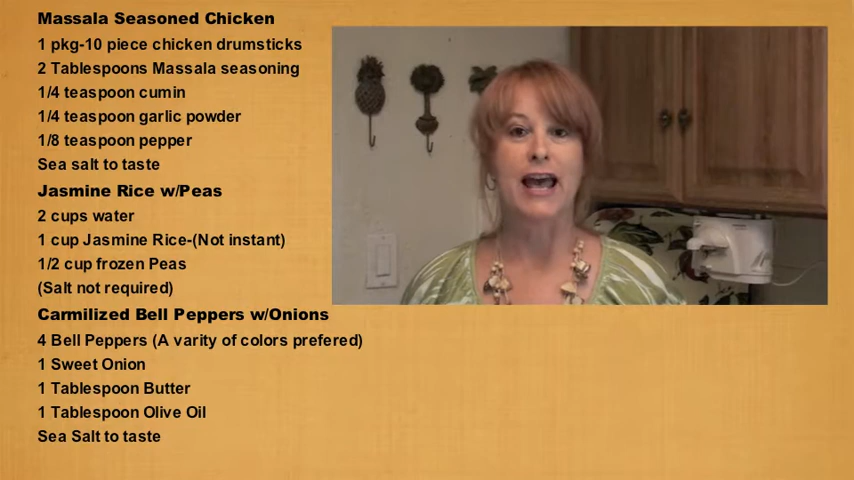 Massala Seasoned Chicken
1 pkg-10 piece chicken drumsticks
2 Tablespoons Massala seasoning
1/4 teaspoon cumin
1/4 teaspoon garlic powder
1/8 teaspoon pepper
Sea salt to taste
Jasmine Rice w/Peas
2 cups water
1 cup Jasmine Rice-(Not instant)
1/2 cup frozen Peas
(Salt not required)
Carmilized Bell Peppers w/Onions
4 Bell Peppers (A varity of colors prefered)
1 Sweet Onion
1 Tablespoon Butter
1 Tablespoon Olive Oil
Sea Salt to taste